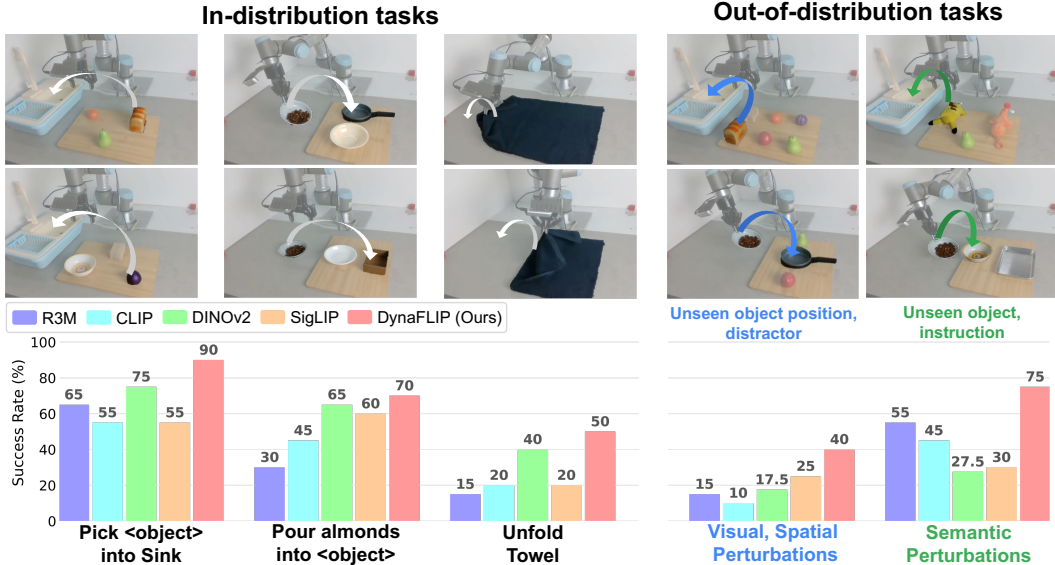 In-distribution tasks
Out-of-distribution tasks
R3M CLIP DINOv2 SigLIP DynaFLIP (Ours)
Unseen object position,
distractor
Unseen object,
instruction
Success Rate (%)
100
80
60
40
20
0
65 55 75 55 90
30 45 65 60 70
15 20 40 20 50
15 10 17.5 25 40
55 45 27.5 30 75
Pick <object>
into Sink
Pour almonds
into <object>
Unfold
Towel
Visual, Spatial
Perturbations
Semantic
Perturbations